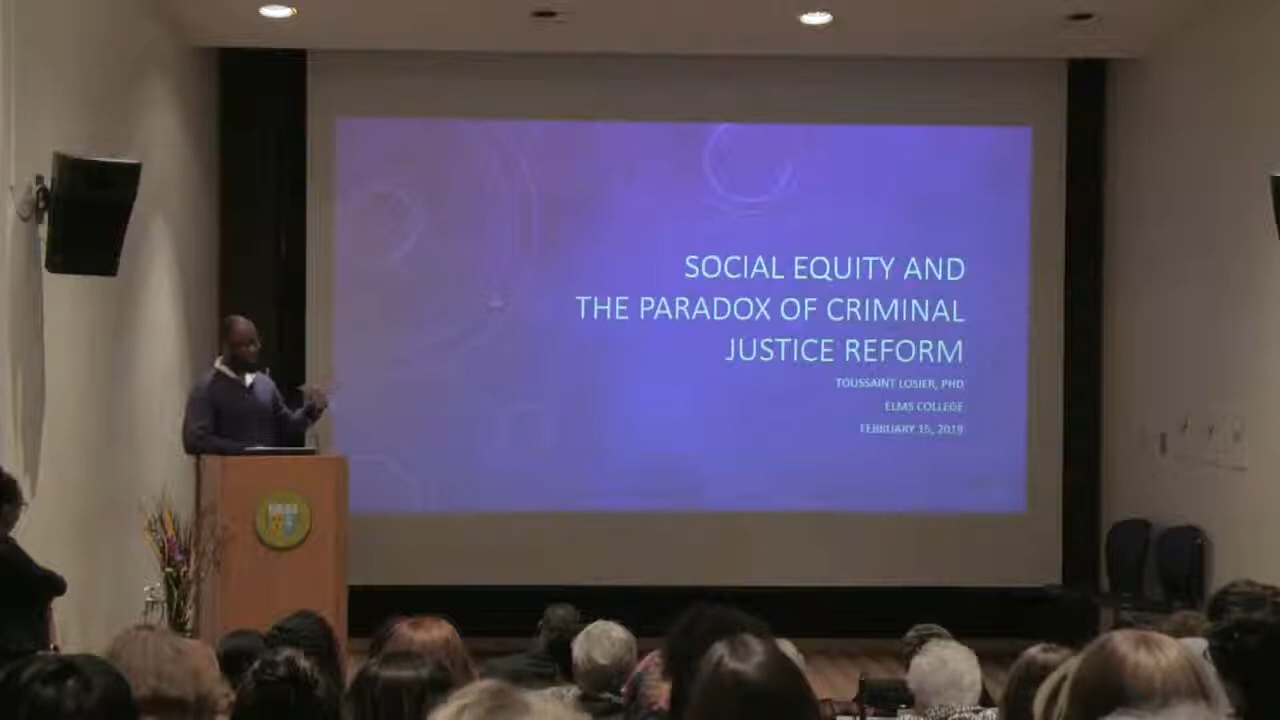 SOCIAL EQUITY AND
THE PARADOX OF CRIMINAL
JUSTICE REFORM
TOUSSAINT LOSIER, PHD
ELMS COLLEGE
FEBRUARY 15, 2019